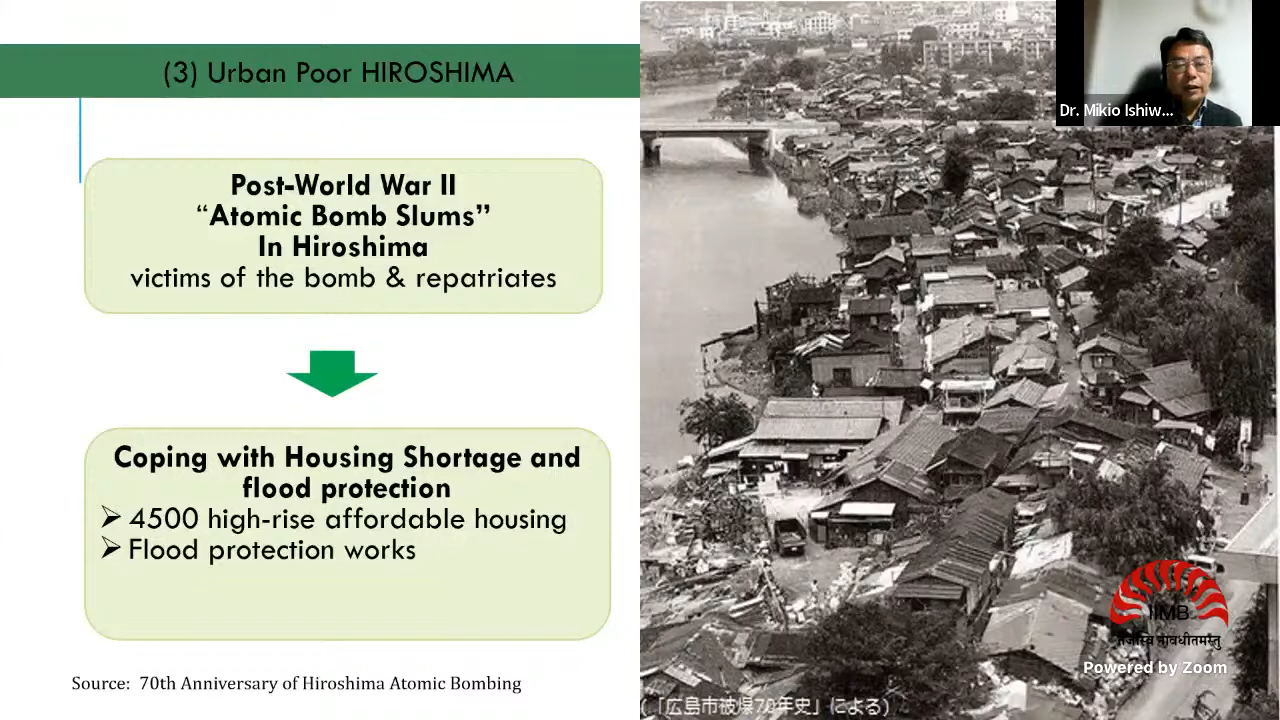 (3) Urban Poor HIROSHIMA
Post-World War II
“Atomic Bomb Slums”
In Hiroshima
victims of the bomb & repatriates
Coping with Housing Shortage and
flood protection
➢ 4500 high-rise affordable housing
➢ Flood protection works
Source: 70th Anniversary of Hiroshima Atomic Bombing
Dr. Mikio Ishiw...
IIMB
Powered by Zoom
(「広島市被爆70年史」による)